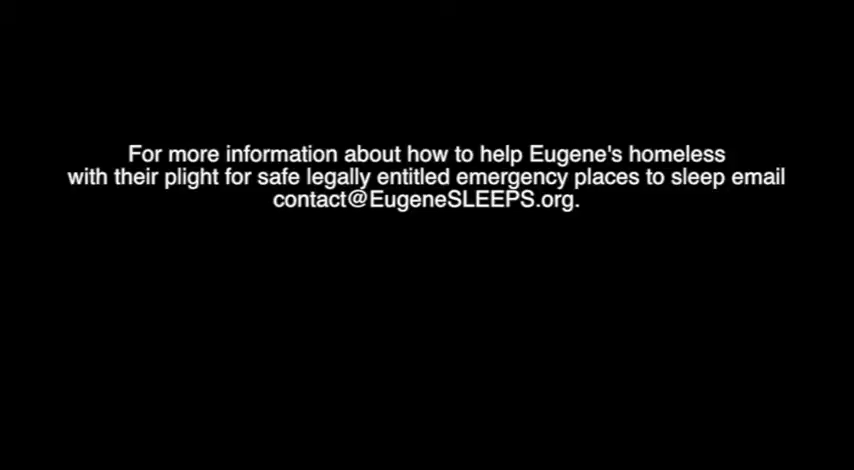 For more information about how to help Eugene's homeless
with their plight for safe legally entitled emergency places to sleep email
contact@EugeneSLEEPS.org.